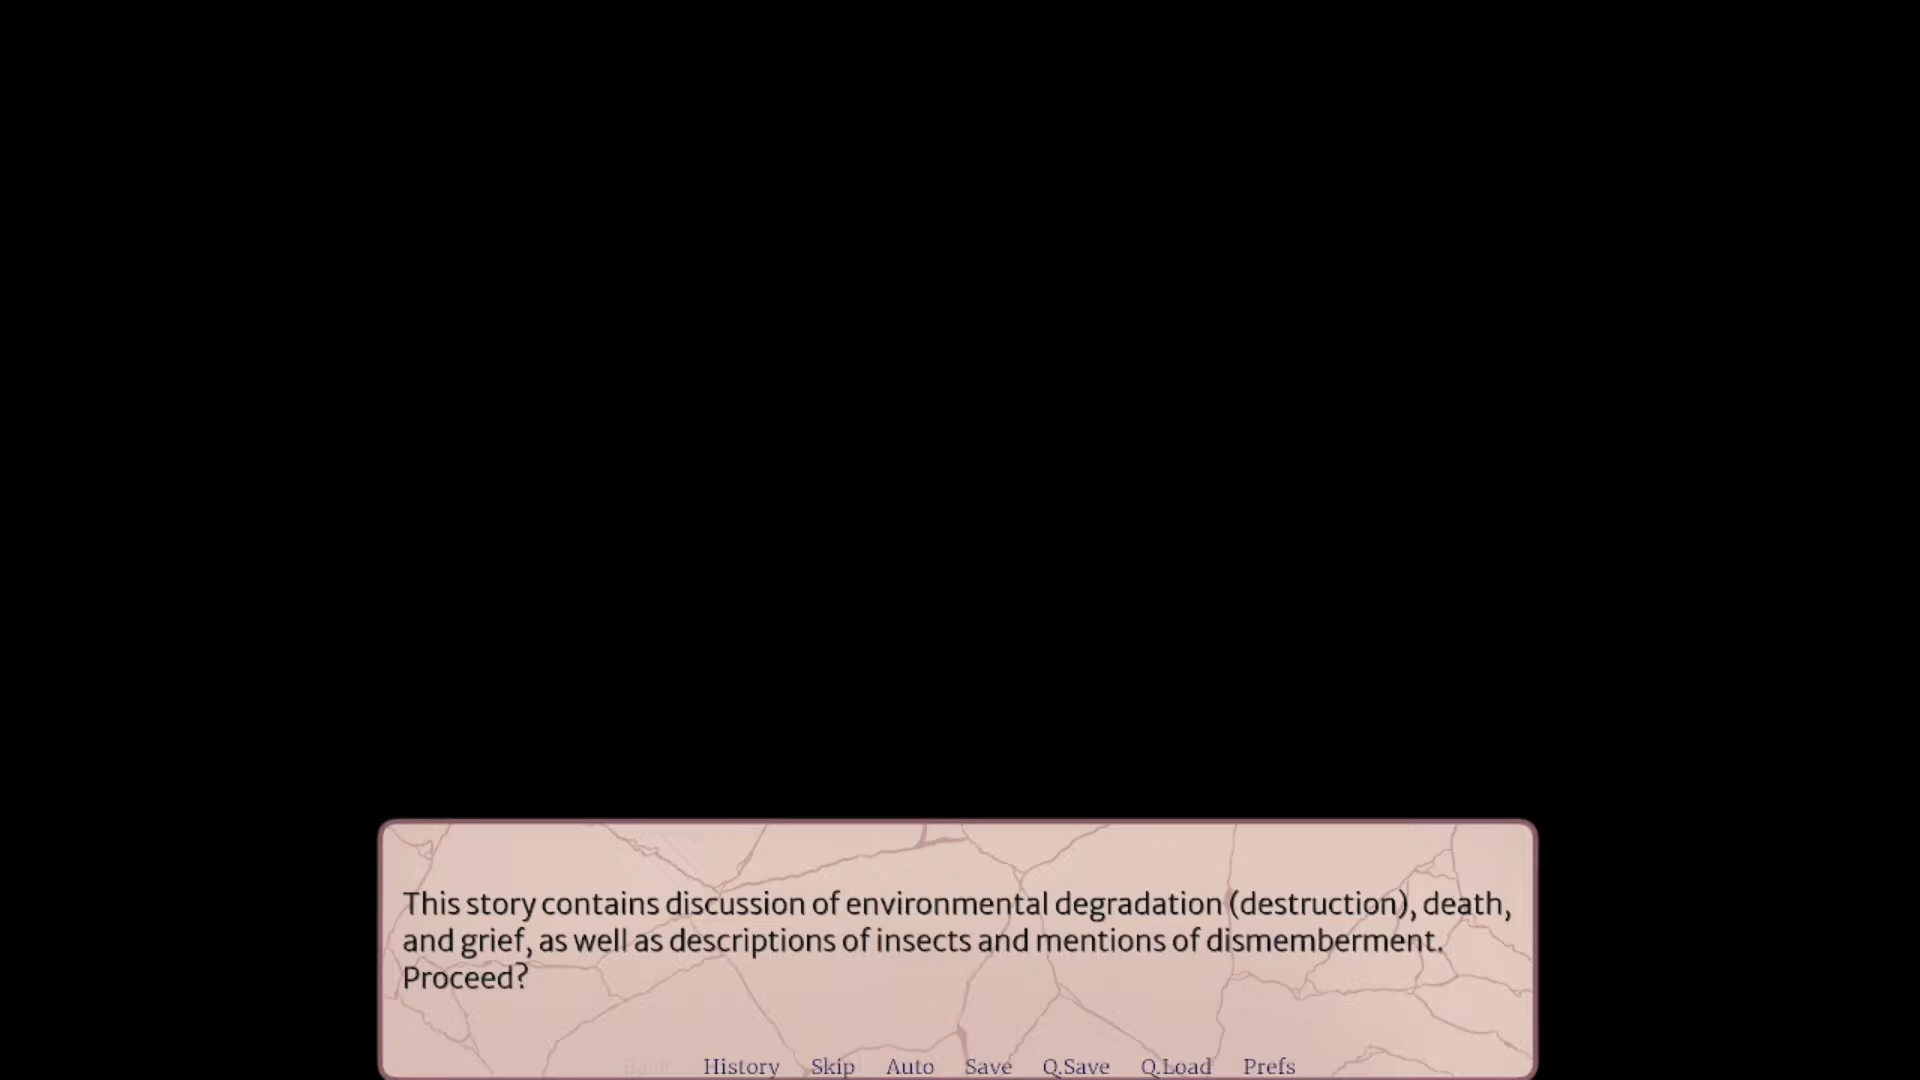 This story contains discussion of environmental degradation (destruction), death,
and grief, as well as descriptions of insects and mentions of dismemberment.
Proceed?
History Skip Auto Save Q.Save Q.Load Prefs